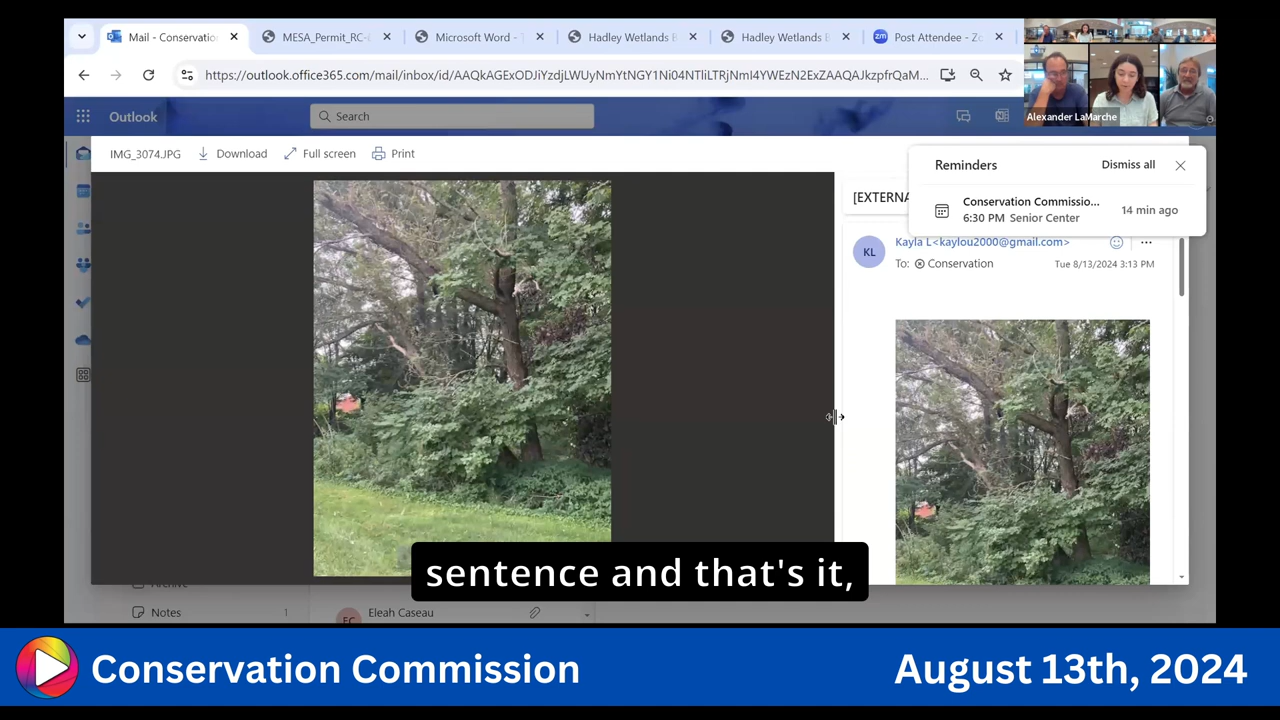 Mail - Conservatio
MESA_Permit_RC-
Microsoft Word -
Hadley Wetlands B
Hadley Wetlands B
Post Attendee - Zo
https://outlook.office365.com/mail/inbox/id/
Outlook
Search
Alexander LaMarche
IMG_3074.JPG
Download
Full screen
Print
Reminders
Dismiss all
Conservation Commissio...
6:30 PM Senior Center
14 min ago
[EXTERNA
KL
Kayla L<kaylou2000@gmail.com>
To: Conservation
Tue 8/13/2024 3:13 PM
sentence and that's it,
Notes
1
Eleah Caseau
Conservation Commission
August 13th, 2024